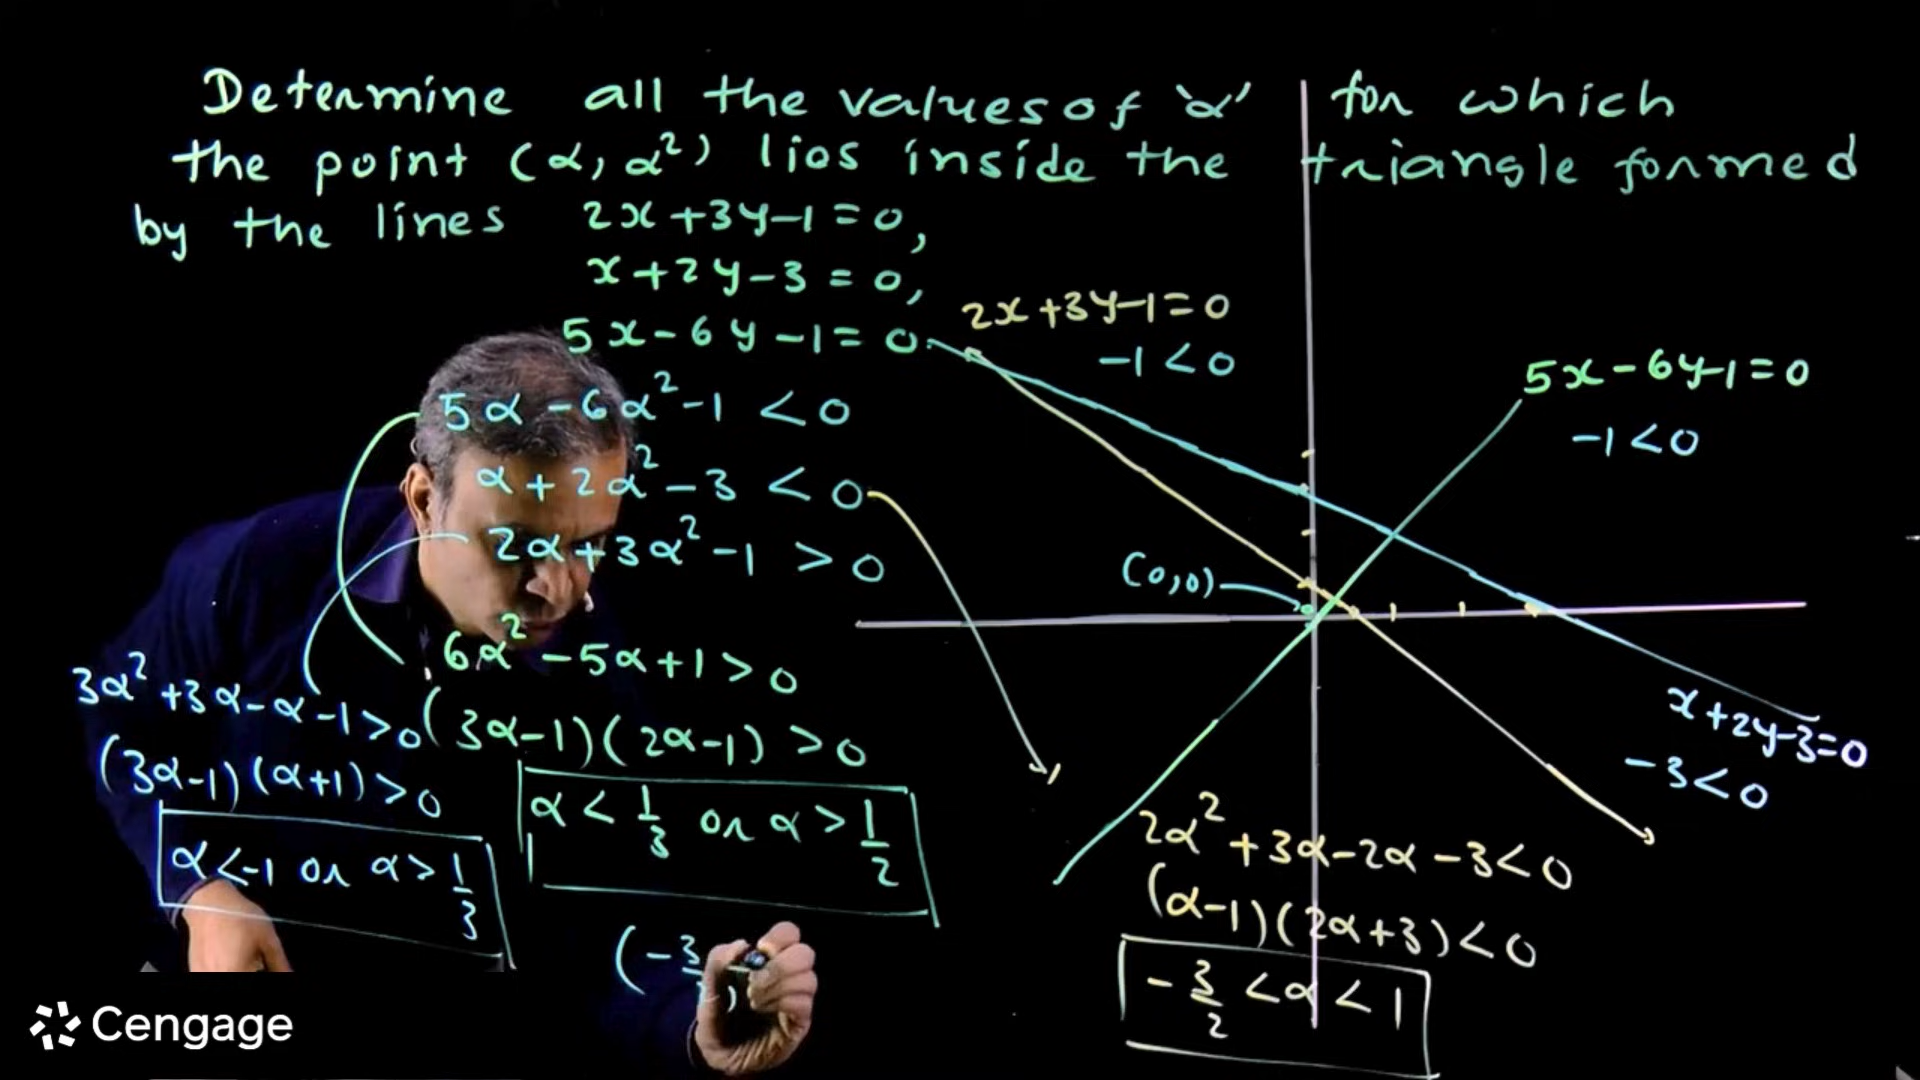 Determine all the values of 'α' for which
the point (α, α²) lies inside the triangle formed
by the lines 2x+3y-1=0,
x+2y-3=0,
5x-6y-1=0
2x+3y-1=0
-1<0
5x-6y-1=0
-1<0
5α-6α²-1<0
α+2α²-3<0
2α+3α²-1>0
(0,0)
6α²-5α+1>0
(3α-1)(2α-1)>0
α<1/3 or α>1/2
3α²+3α-α-1>0
(3α-1)(α+1)>0
α<-1 or α>1/3
x+2y-3=0
-3<0
2α²+3α-2α-3<0
(α-1)(2α+3)<0
-3/2<α<1
(-3
Cengage